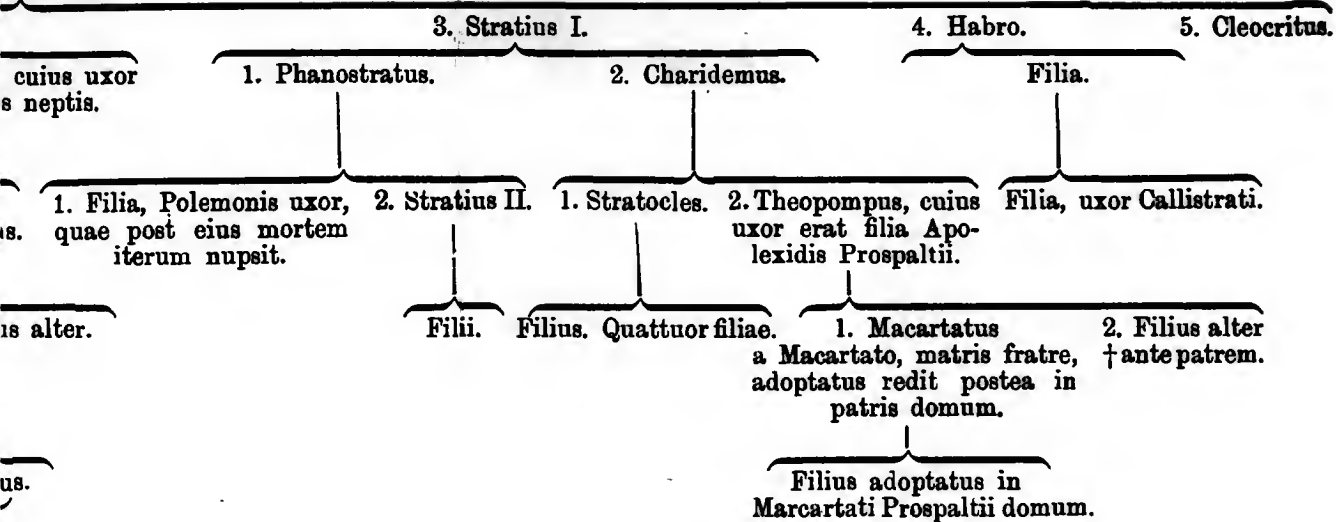 3. Stratius I. 4. Habro. 5. Cleocritus.
cuius uxor 1. Phanostratus. 2. Charidemus. Filia.
s neptis.
1. Filia, Polemonis uxor, 2. Stratius II. 1. Stratocles. 2. Theopompus, cuius Filia, uxor Callistrati.
quae post eius mortem uxor erat filia Apo-
iterum nupsit. lexidis Prospaltii.
alter. Filii. Filius. Quattuor filiae. 1. Macartatus 2. Filius alter
a Macartato, matris fratre, † ante patrem.
adoptatus redit postea in
patris domum.
us. Filius adoptatus in
Marcartati Prospaltii domum.